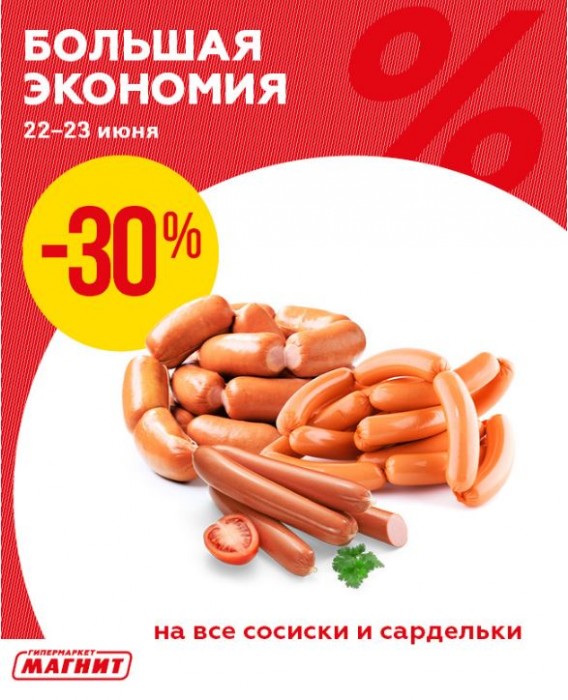 БОЛЬШАЯ
ЭКОНОМИЯ
22–23 июня
-30%
на все сосиски и сардельки
ГИПЕРМАРКЕТ
МАГНИТ